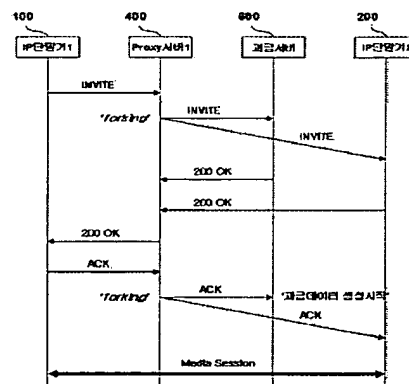 100
400
600
200
IP단말기1
Proxy서버1
과금서버
IP단말기2
INVITE
"Forking"
INVITE
INVITE
200 OK
200 OK
200 OK
ACK
"Forking"
ACK
"과금데이터 생성시작"
ACK
Media Session